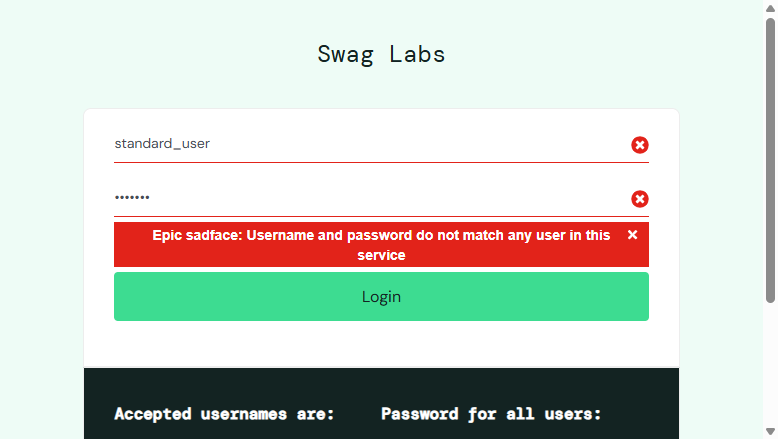 Swag Labs
standard_user
•••••••
Epic sadface: Username and password do not match any user in this
service
Login
Accepted usernames are:
Password for all users: